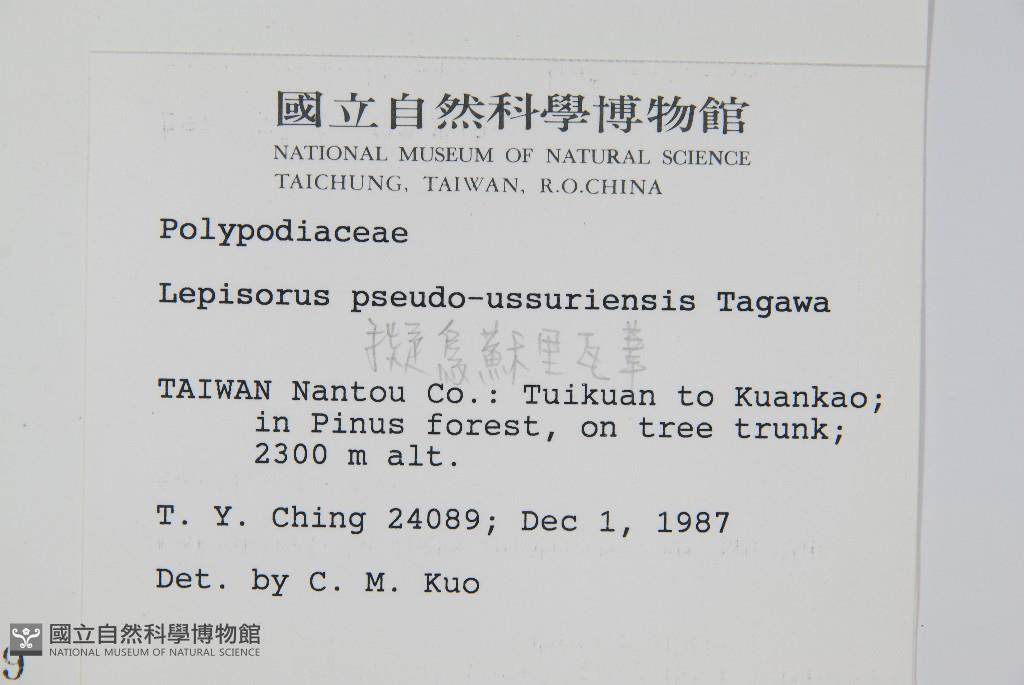 國立自然科學博物館
NATIONAL MUSEUM OF NATURAL SCIENCE
TAICHUNG, TAIWAN, R.O.CHINA
Polypodiaceae
Lepisorus pseudo-ussuriensis Tagawa
擬烏蘇里瓦葦
TAIWAN Nantou Co.: Tuikuan to Kuankao;
in Pinus forest, on tree trunk;
2300 m alt.
T. Y. Ching 24089; Dec 1, 1987
Det. by C. M. Kuo
國立自然科學博物館
NATIONAL MUSEUM OF NATURAL SCIENCE
9